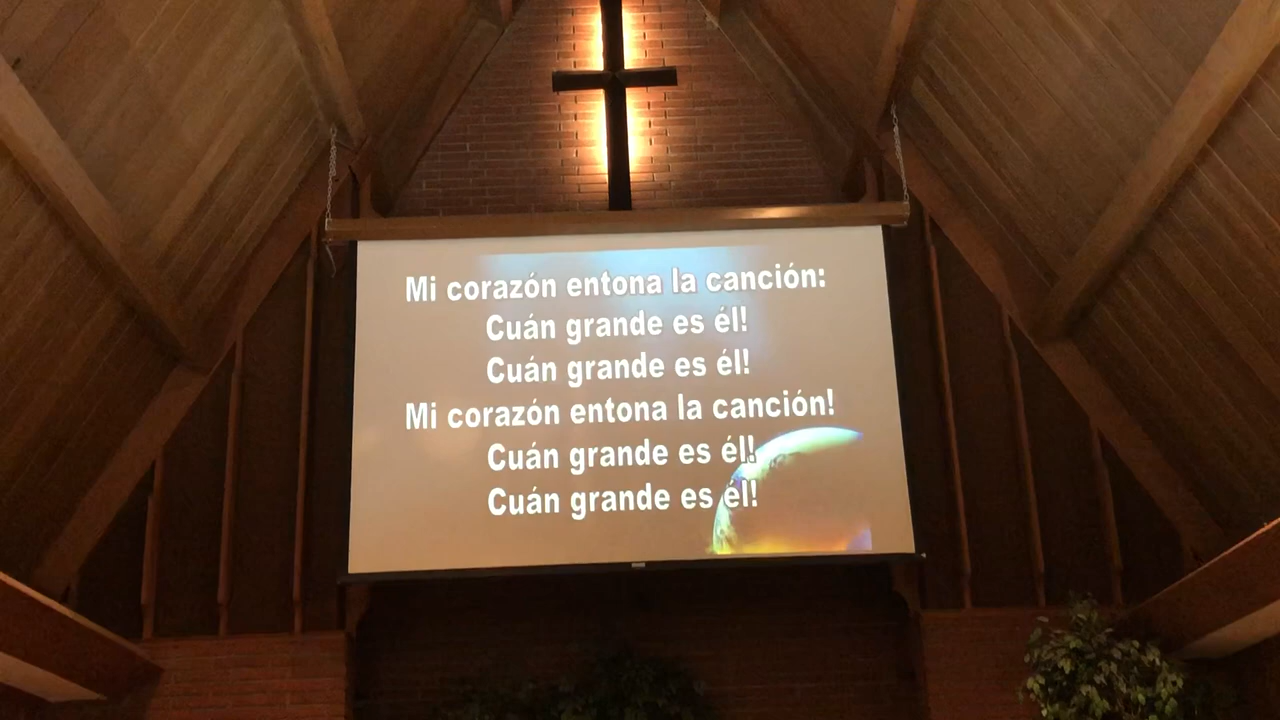 Mi corazón entona la canción:
Cuán grande es él!
Cuán grande es él!
Mi corazón entona la canción!
Cuán grande es él!
Cuán grande es él!